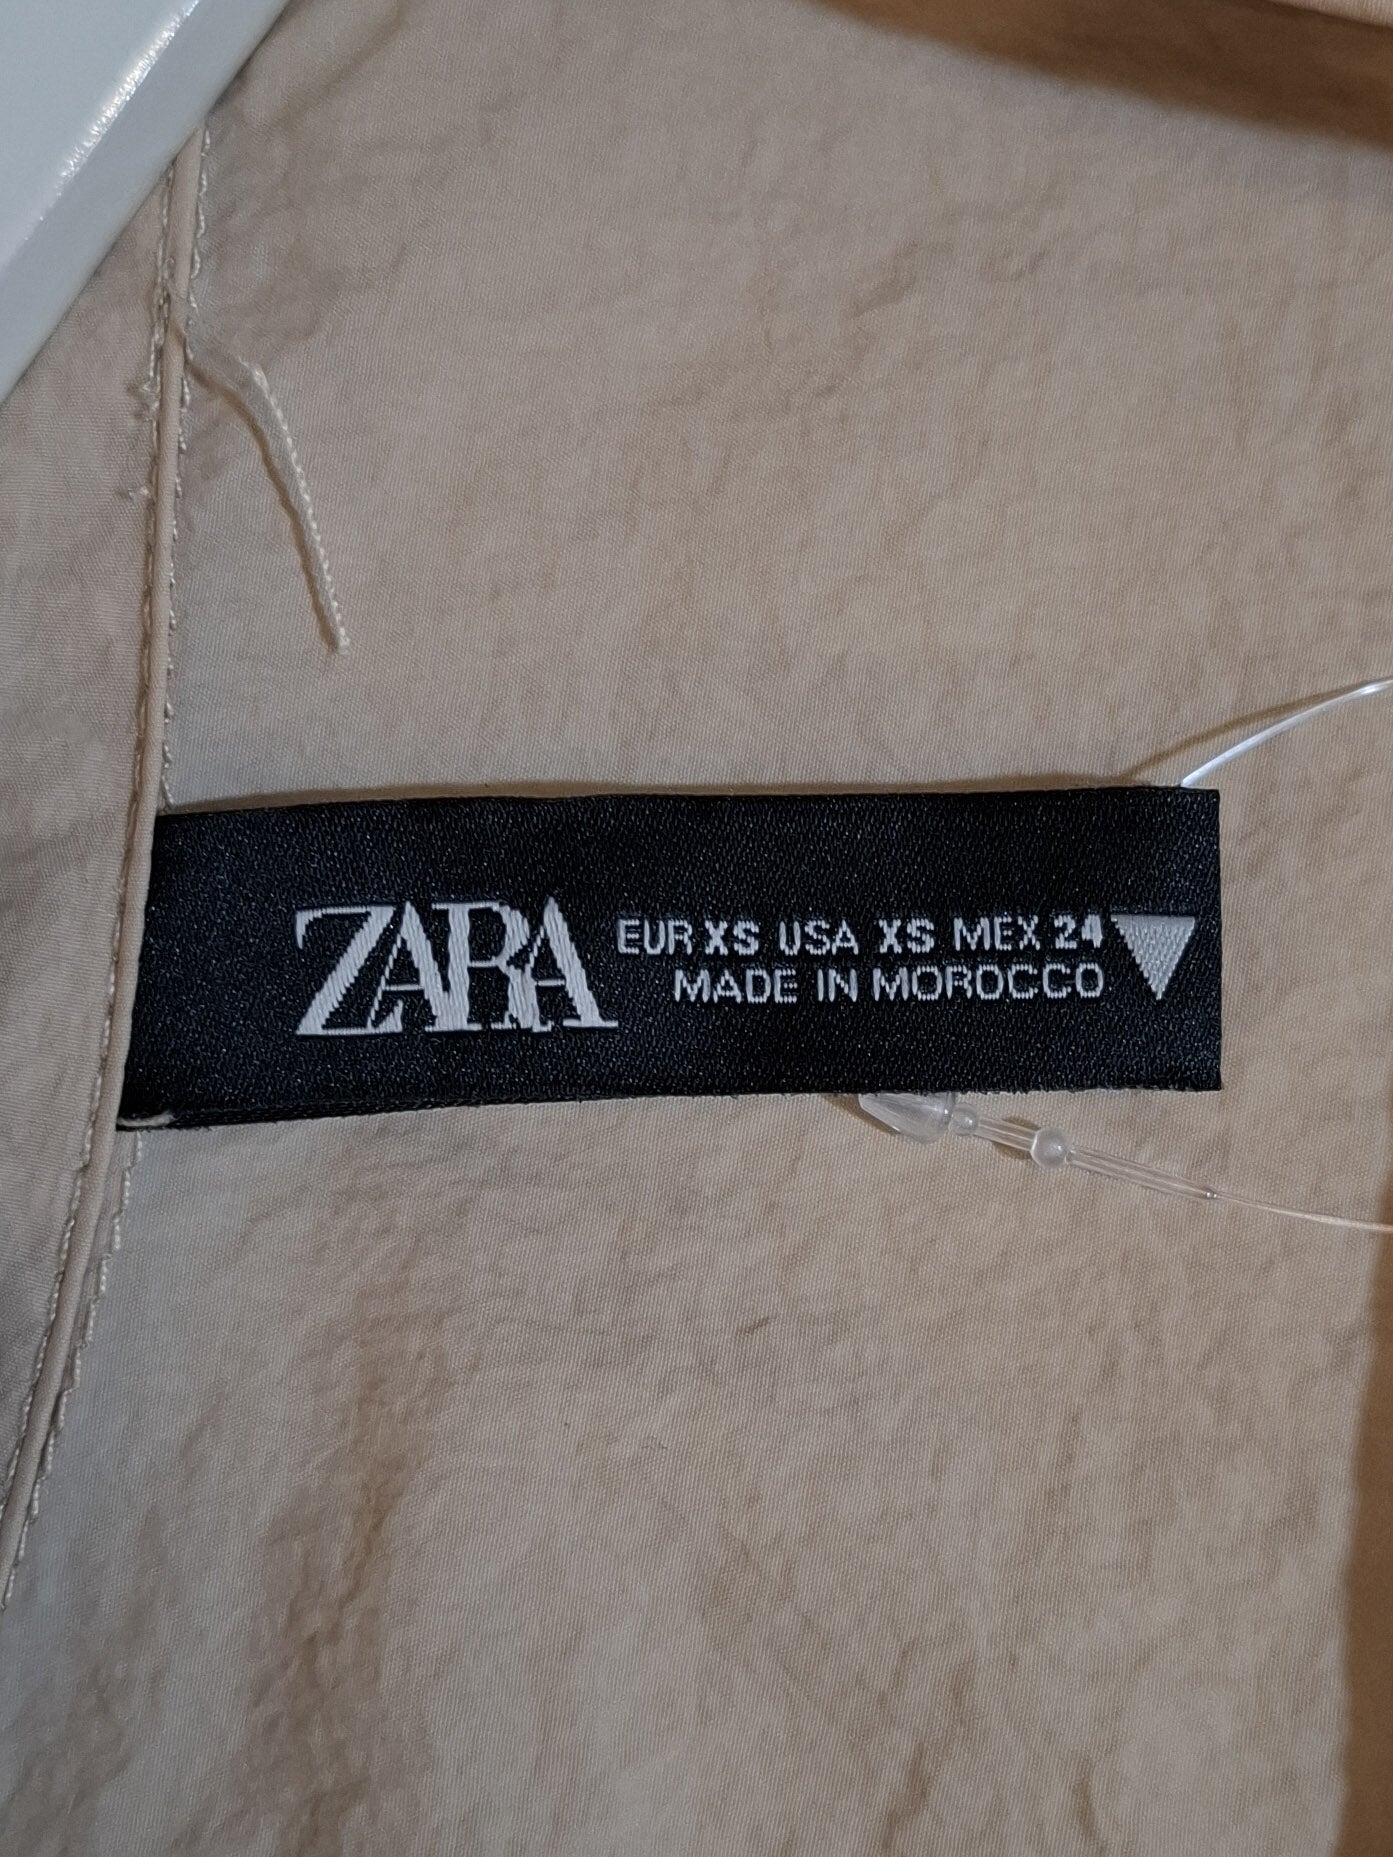 ZARA
EUR XS USA XS MEX 24
MADE IN MOROCCO